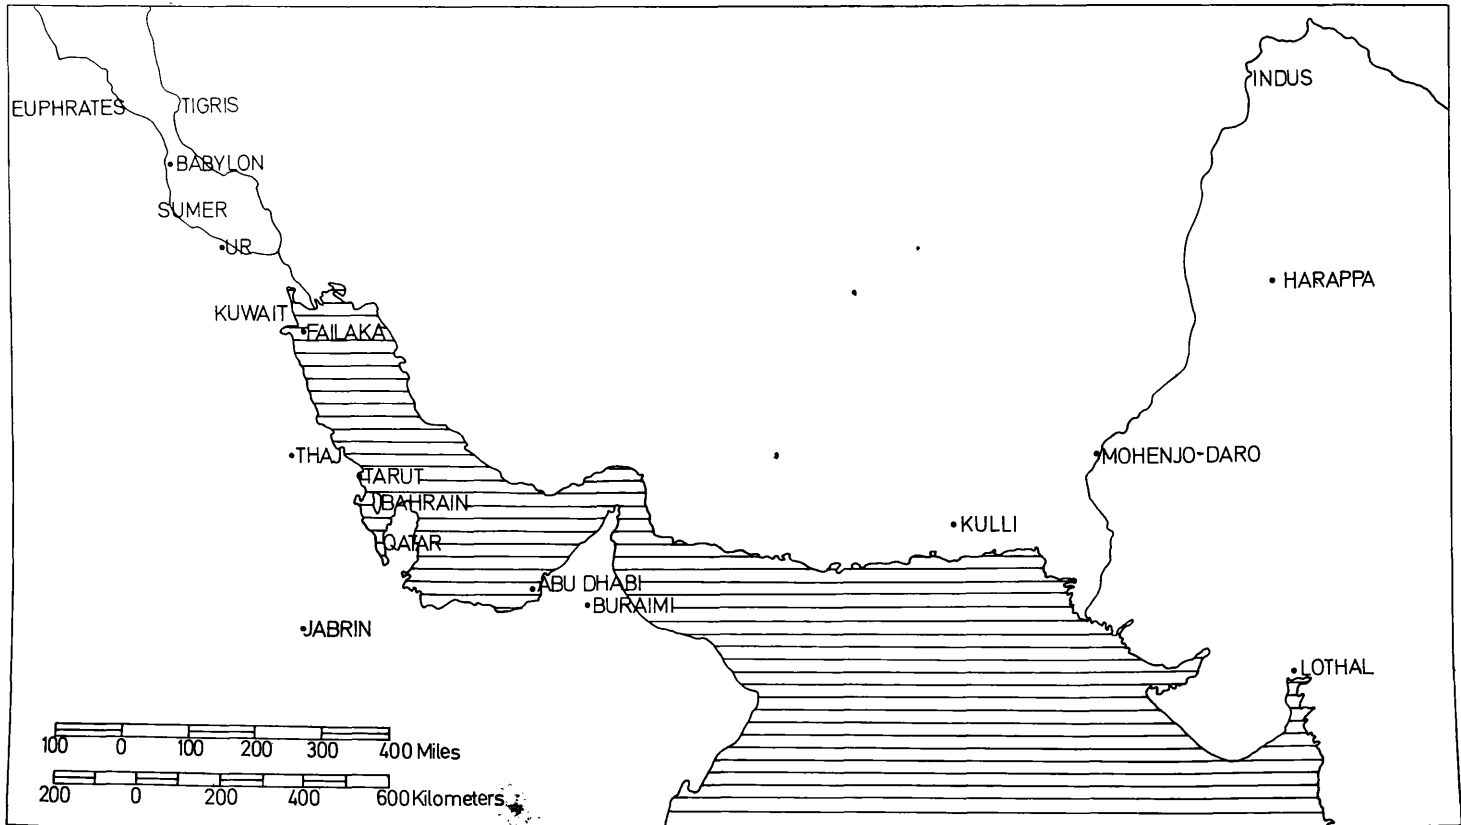 INDUS
EUPHRATES
TIGRIS
BABYLON
SUMER
UR
HARAPPA
KUWAIT
FAILAKA
THAJ
MOHENJO-DARO
TARUT
BAHRAIN
KULLI
QATAR
ABU DHABI
BURAIMI
JABRIN
LOTHAL
100 0 100 200 300 400 Miles
200 0 200 400 600 Kilometers